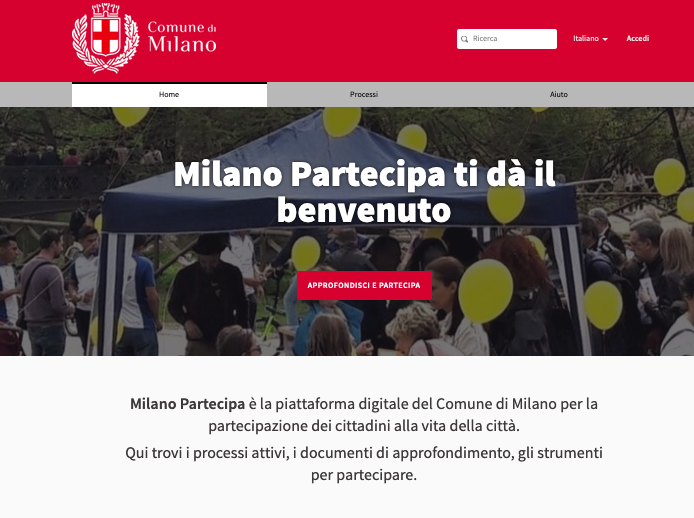 Comune di
Milano
Ricerca
Italiano
Accedi
Home
Processi
Aiuto
Milano Partecipa ti dà il
benvenuto
APPROFONDISCI E PARTECIPA
Milano Partecipa è la piattaforma digitale del Comune di Milano per la
partecipazione dei cittadini alla vita della città.
Qui trovi i processi attivi, i documenti di approfondimento, gli strumenti
per partecipare.